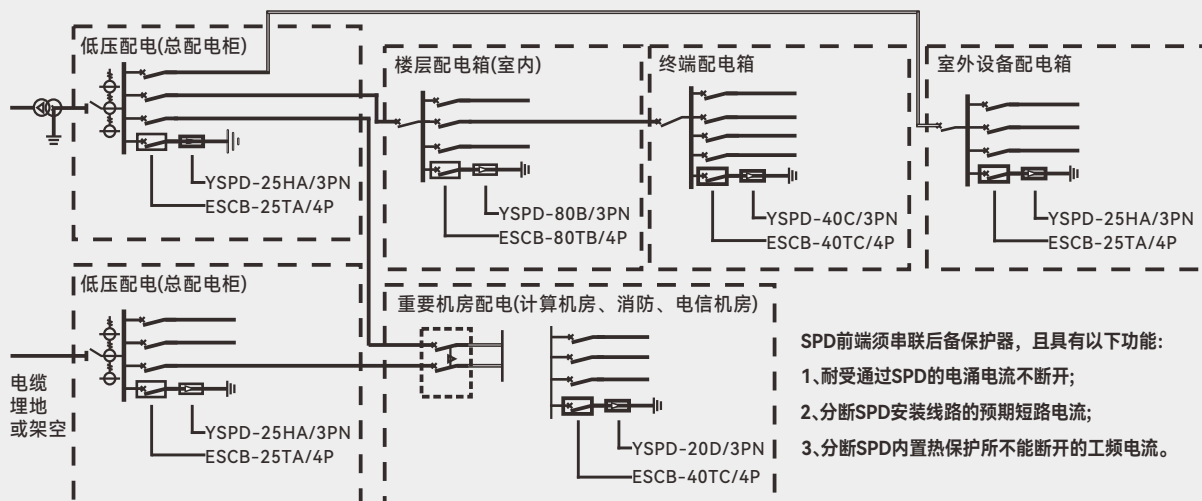 低压配电(总配电柜)
YSPD-25HA/3PN
ESCB-25TA/4P
楼层配电箱(室内)
YSPD-80B/3PN
ESCB-80TB/4P
终端配电箱
YSPD-40C/3PN
ESCB-40TC/4P
室外设备配电箱
YSPD-25HA/3PN
ESCB-25TA/4P
低压配电(总配电柜)
电缆
埋地
或架空
YSPD-25HA/3PN
ESCB-25TA/4P
重要机房配电(计算机房、消防、电信机房)
YSPD-20D/3PN
ESCB-40TC/4P
SPD前端须串联后备保护器，且具有以下功能:
1、耐受通过SPD的电涌电流不断开;
2、分断SPD安装线路的预期短路电流;
3、分断SPD内置热保护所不能断开的工频电流。